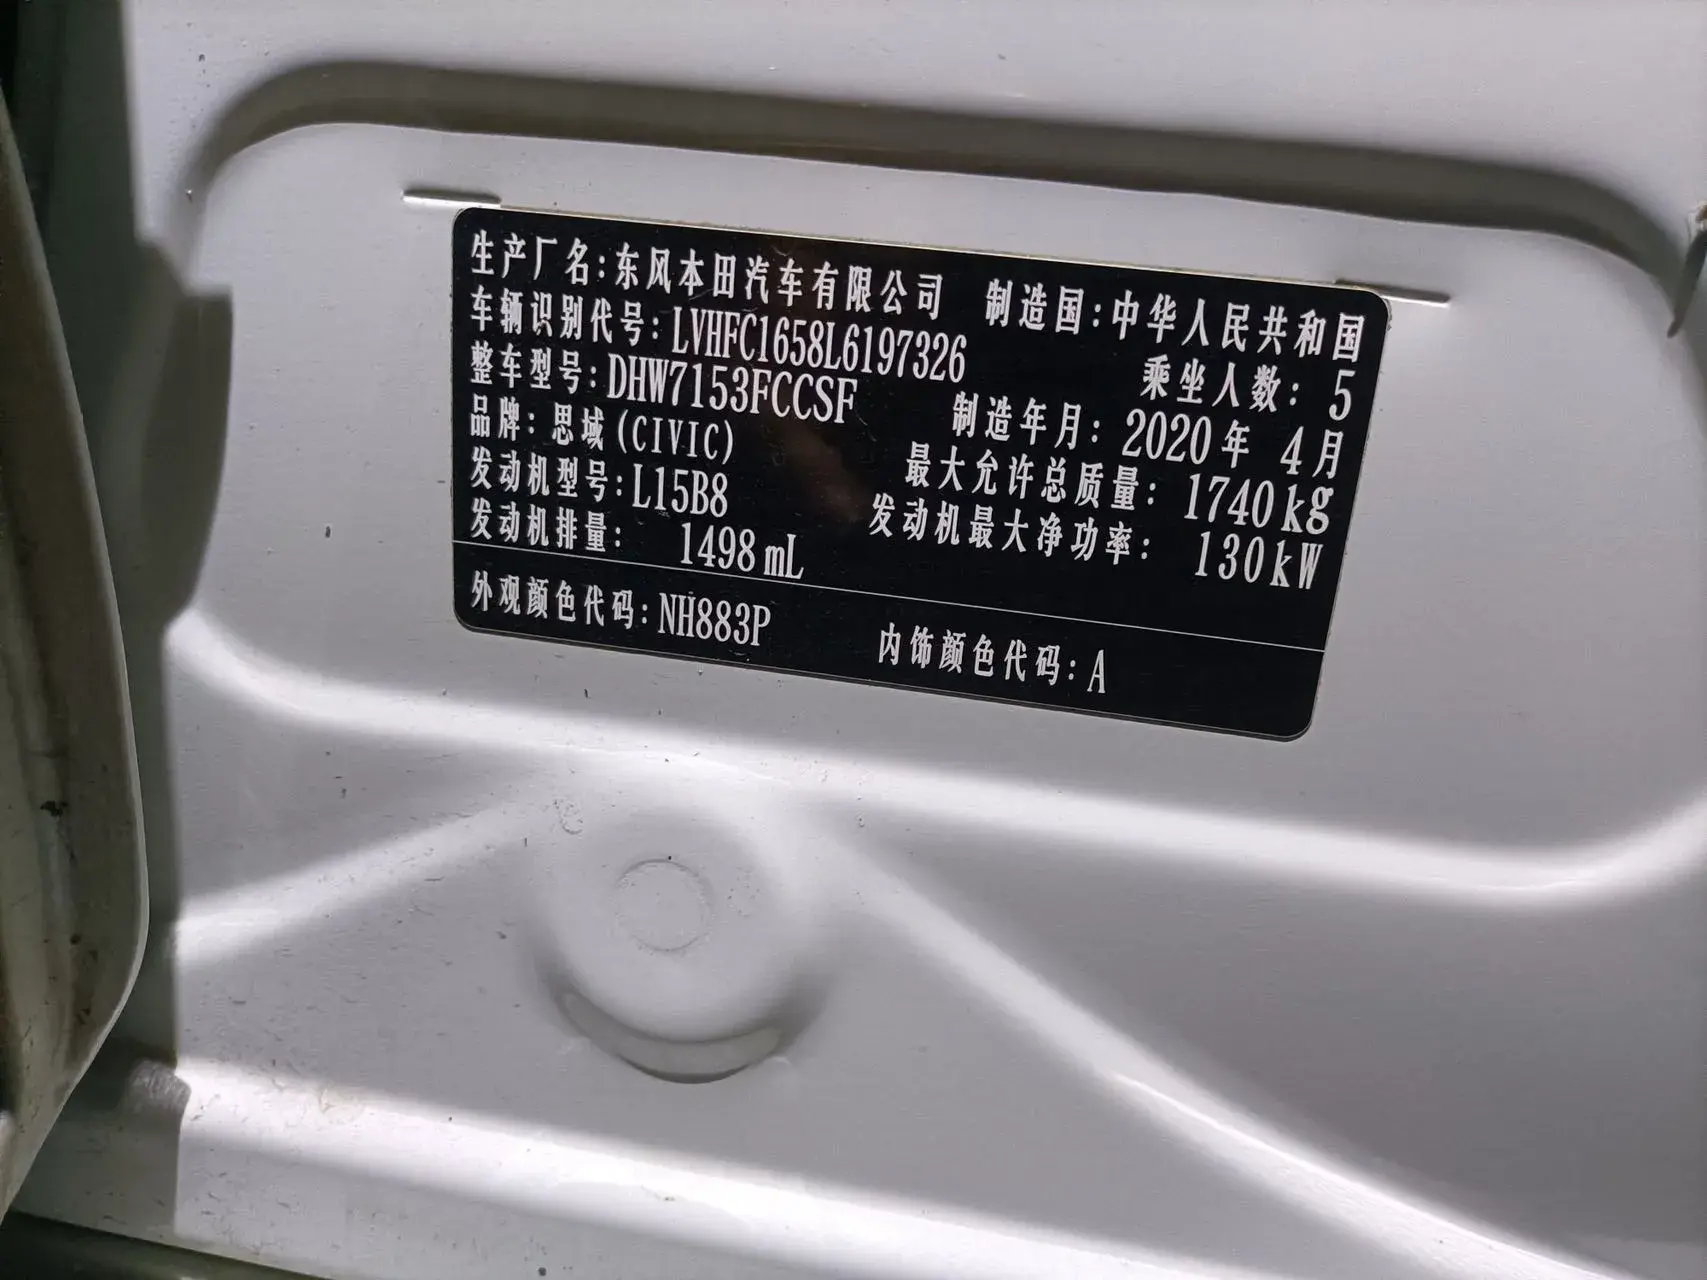 生产厂名:东风本田汽车有限公司 制造国:中华人民共和国
车辆识别代号:LVHFC1658L6197326 乘坐人数: 5
整车型号:DHW7153FCCSF 制造年月: 2020年 4月
品牌: 思域(CIVIC) 最大允许总质量: 1740kg
发动机型号:L15B8 发动机最大净功率: 130kW
发动机排量: 1498mL
外观颜色代码:NH883P 内饰颜色代码:A